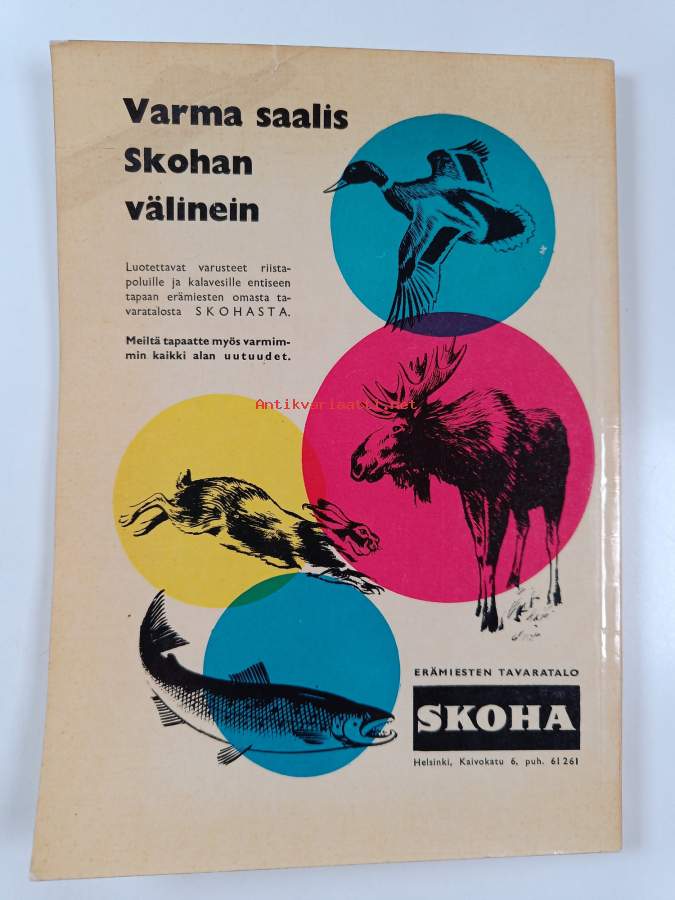 Varma saalis
Skohan
välinein
Luotettavat varusteet riista-
poluille ja kalavesille entiseen
tapaan erämiesten omasta ta-
varatalosta SKOHASTA.
Meiltä tapaatte myös varmim-
min kaikki alan uutuudet.
Antikvariaatti.net
ERÄMIESTEN TAVARATALO
SKOHA
Helsinki, Kaivokatu 6, puh. 61 261